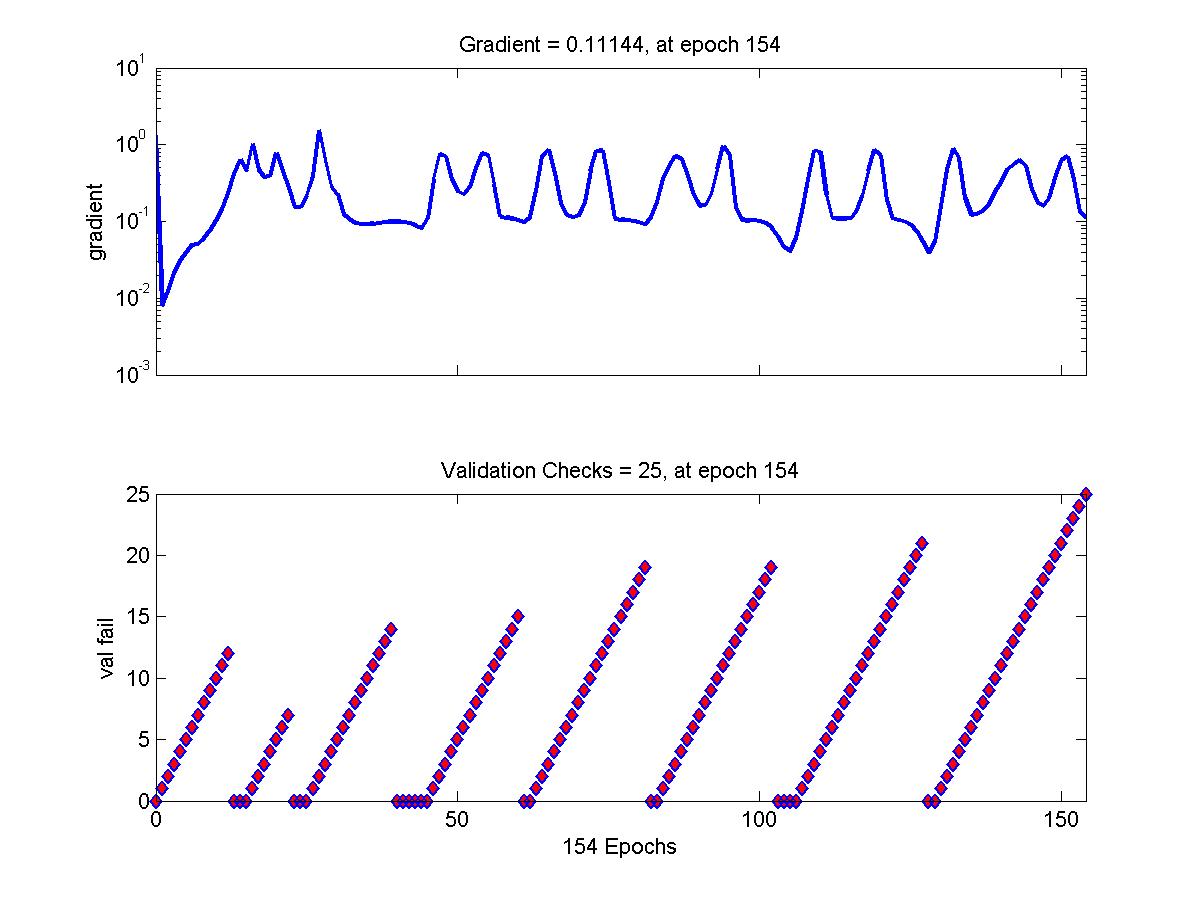 Gradient = 0.11144, at epoch 154
10^1
10^0
10^-1
10^-2
10^-3
gradient
Validation Checks = 25, at epoch 154
25
20
15
10
5
0
val fail
0 50 100 150
154 Epochs